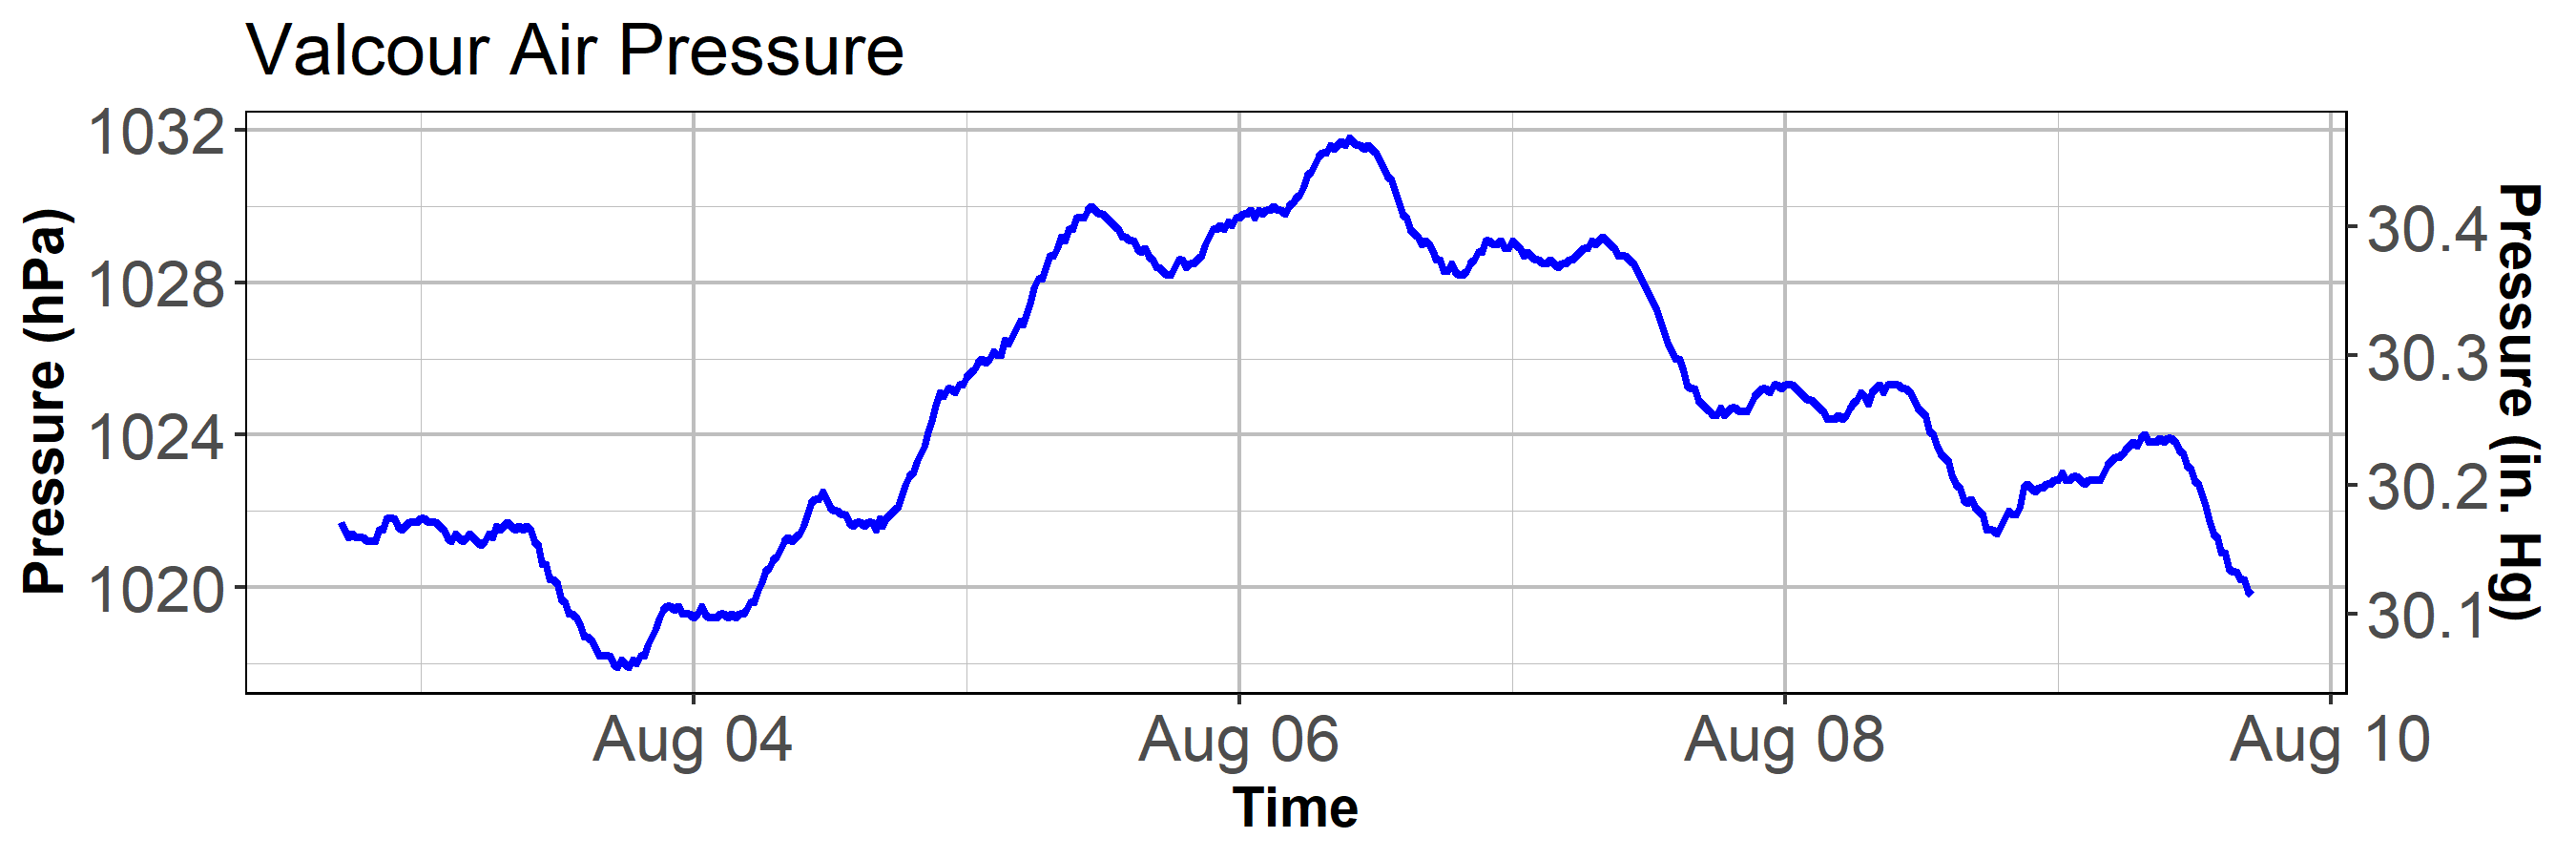 Valcour Air Pressure
Pressure (hPa)
1032
1028
1024
1020
30.4
30.3
30.2
30.1
Pressure (in. Hg)
Aug 04 Aug 06 Aug 08 Aug 10
Time